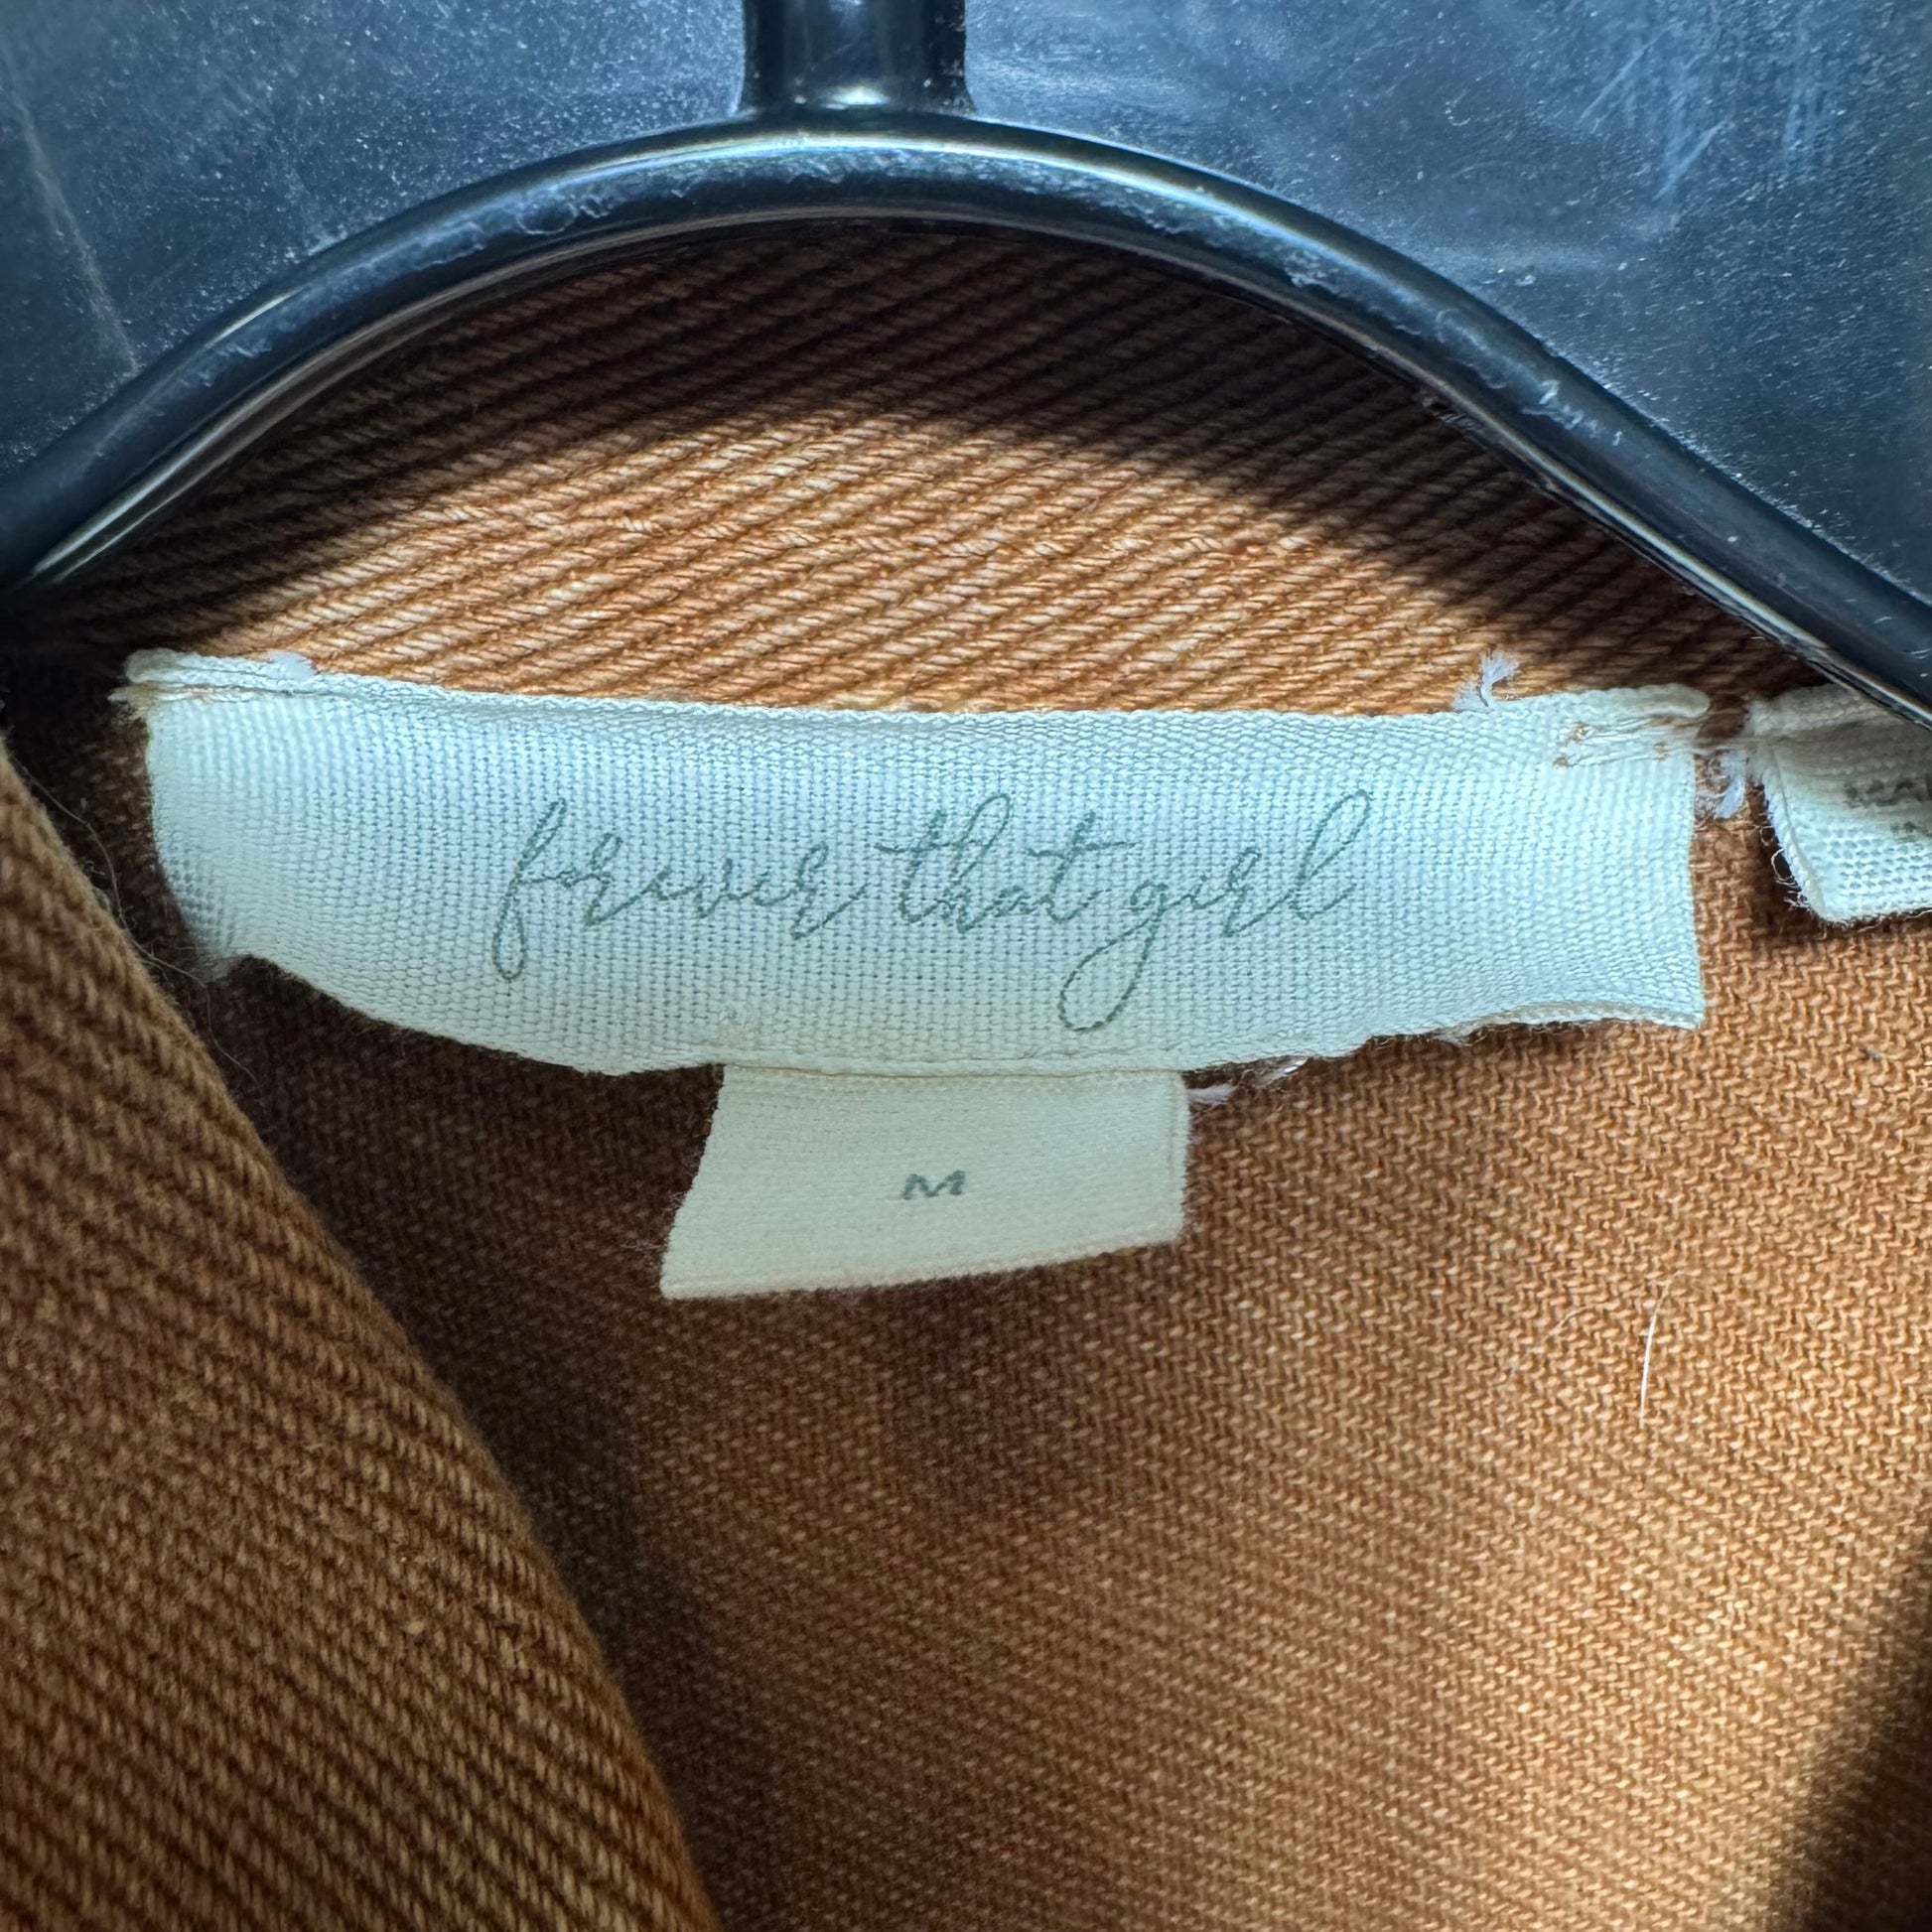 forever that girl
M